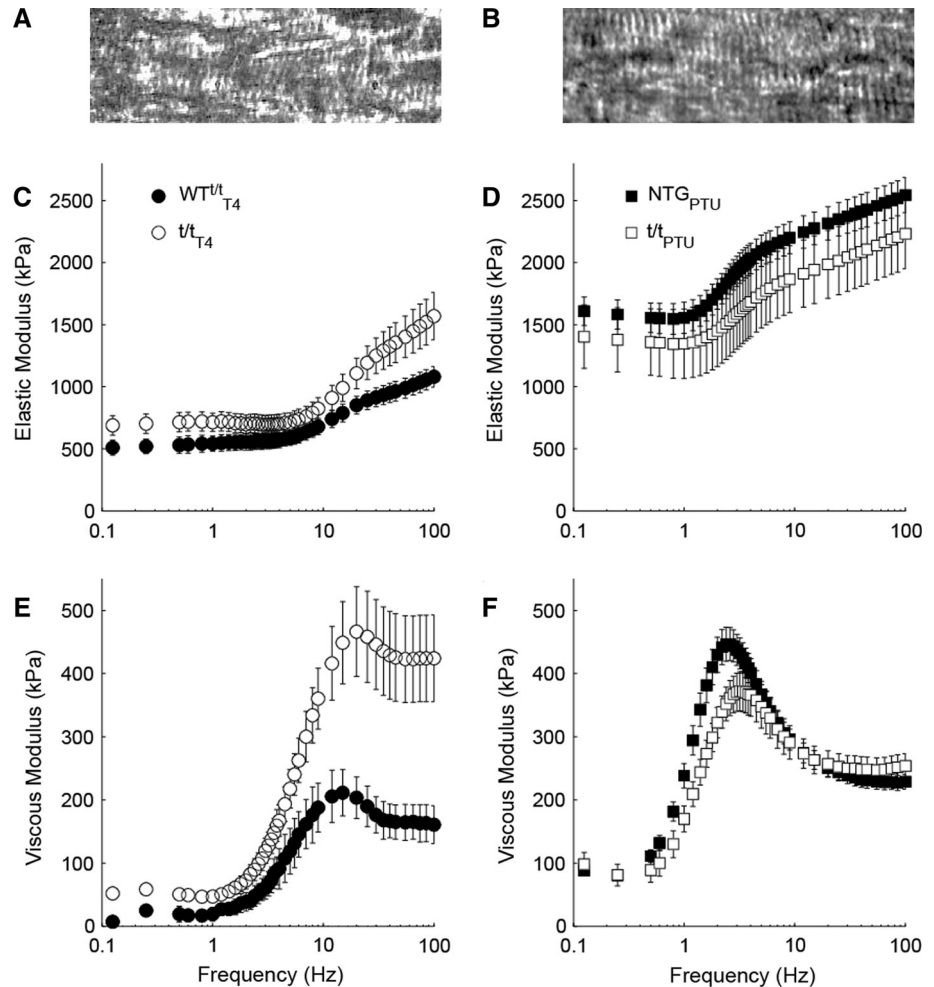 A
B
C
WT^t/t_T4
t/t_T4
Elastic Modulus (kPa)
2500
2000
1500
1000
500
0
0.1
1
10
100
D
NTG_PTU
t/t_PTU
Elastic Modulus (kPa)
2500
2000
1500
1000
500
0
0.1
1
10
100
E
Viscous Modulus (kPa)
500
400
300
200
100
0
0.1
1
10
100
Frequency (Hz)
F
Viscous Modulus (kPa)
500
400
300
200
100
0
0.1
1
10
100
Frequency (Hz)